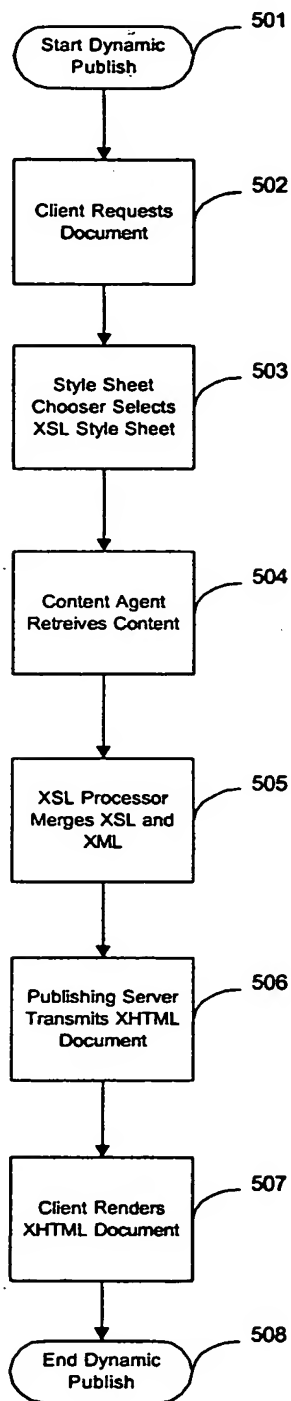 501
Start Dynamic
Publish
502
Client Requests
Document
503
Style Sheet
Chooser Selects
XSL Style Sheet
504
Content Agent
Retreives Content
505
XSL Processor
Merges XSL and
XML
506
Publishing Server
Transmits XHTML
Document
507
Client Renders
XHTML Document
508
End Dynamic
Publish